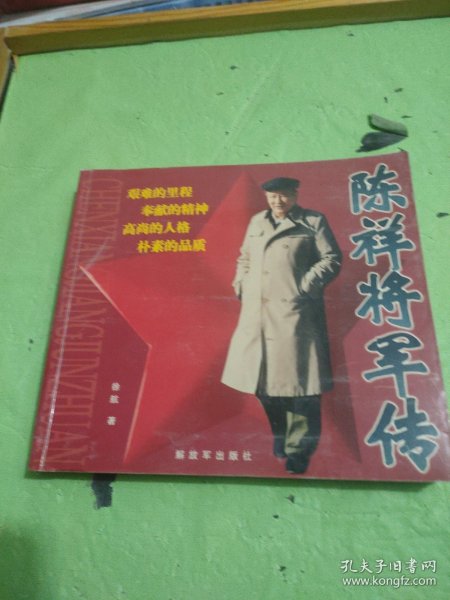 陈祥将军传
艰难的里程
奉献的精神
高尚的人格
朴素的品质
CHENXIANGJIANGJUNZHUAN
徐航 著
解放军出版社
孔夫子旧书网
www.kongfz.com